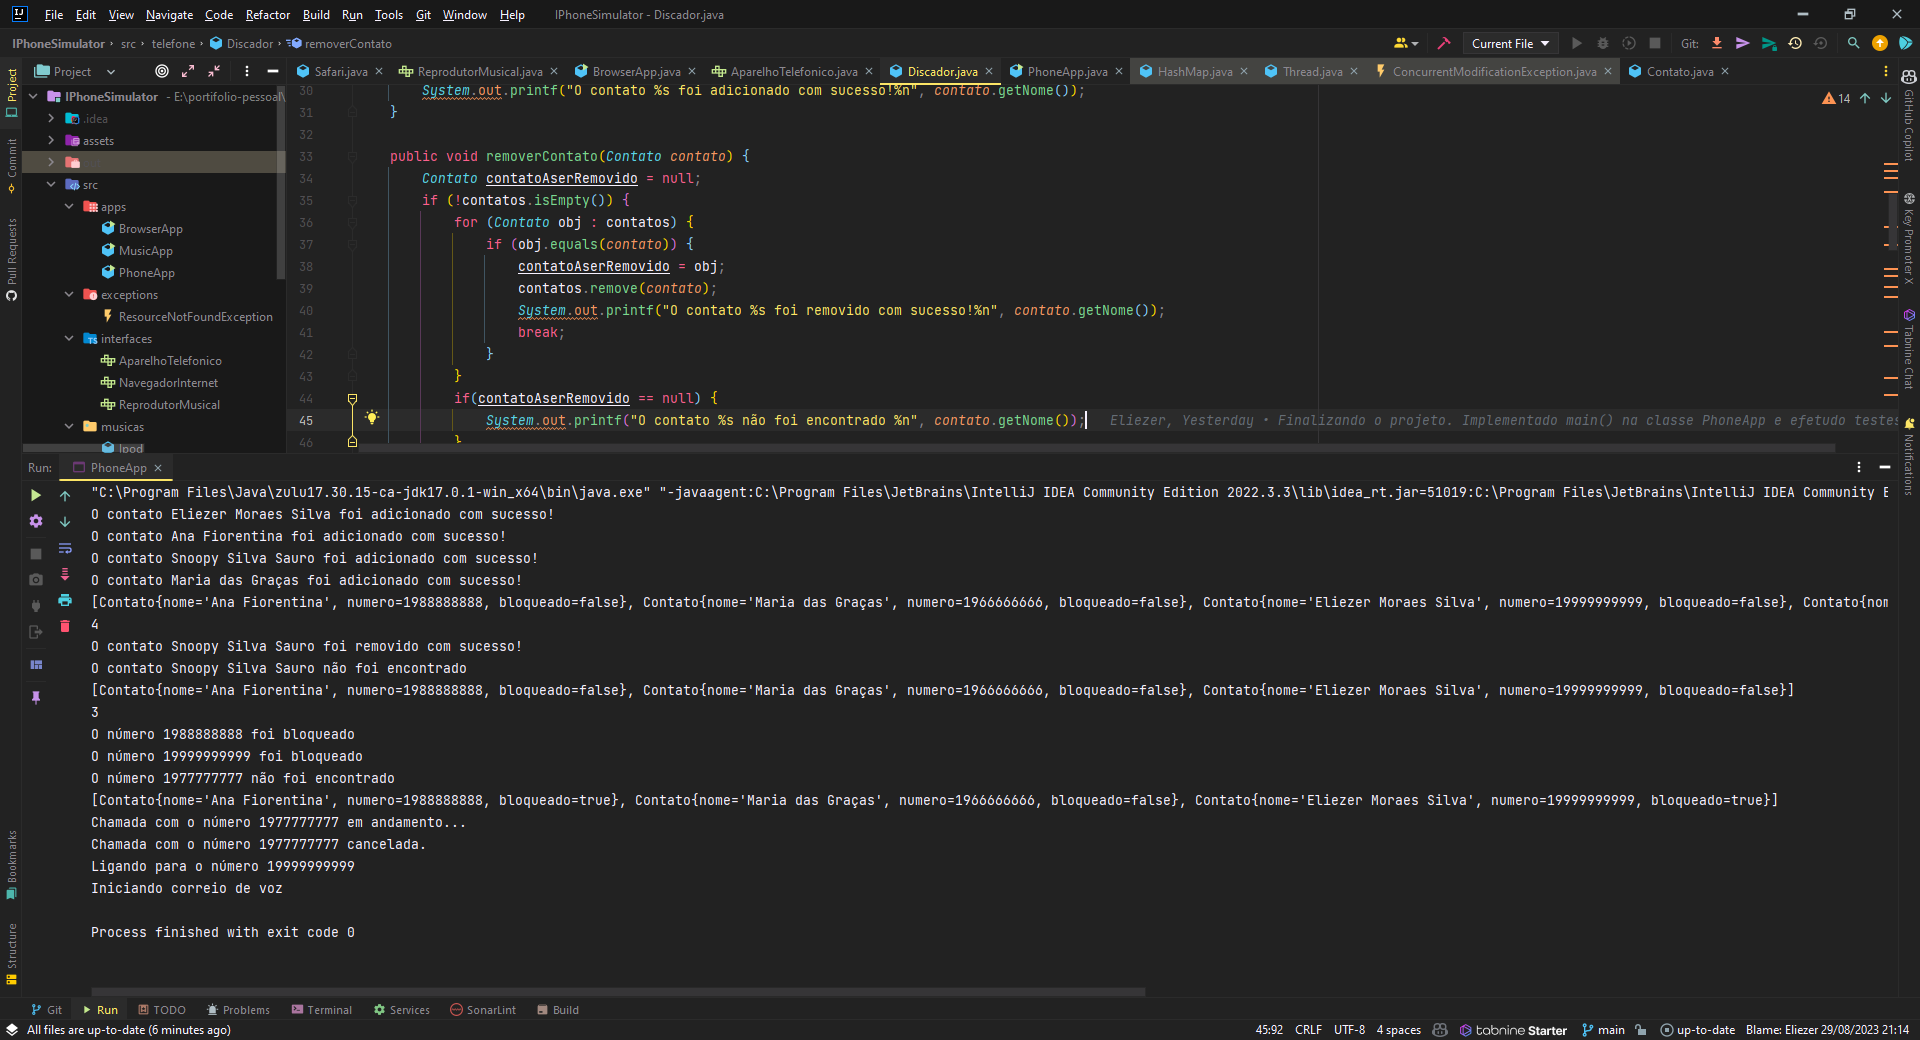 File Edit View Navigate Code Refactor Build Run Tools Git Window Help IPhoneSimulator - Discador.java
IPhoneSimulator src telefone Discador removerContato Current File Git:
Project Safari.java ReprodutorMusical.java BrowserApp.java AparelhoTelefonico.java Discador.java PhoneApp.java HashMap.java Thread.java ConcurrentModificationException.java Contato.java
IPhoneSimulator - E:\portifolio-pessoal\
.idea
assets
src
apps
BrowserApp
MusicApp
PhoneApp
exceptions
ResourceNotFoundException
interfaces
AparelhoTelefonico
NavegadorInternet
ReprodutorMusical
musicas
Ipod
14
30 System.out.printf("O contato %s foi adicionado com sucesso!%n", contato.getNome());
31 }
32
33 public void removerContato(Contato contato) {
34 Contato contatoAserRemovido = null;
35 if (!contatos.isEmpty()) {
36 for (Contato obj : contatos) {
37 if (obj.equals(contato)) {
38 contatoAserRemovido = obj;
39 contatos.remove(contato);
40 System.out.printf("O contato %s foi removido com sucesso!%n", contato.getNome());
41 break;
42 }
43 }
44 if(contatoAserRemovido == null) {
45 System.out.printf("O contato %s não foi encontrado %n", contato.getNome()); Eliezer, Yesterday • Finalizando o projeto. Implementado main() na classe PhoneApp e efetudo testes
46 }
Project
Commit
Pull Requests
Bookmarks
Structure
GitHub Copilot
Key Promoter X
Tabnine Chat
Notifications
Run: PhoneApp
"C:\Program Files\Java\zulu17.30.15-ca-jdk17.0.1-win_x64\bin\java.exe" "-javaagent:C:\Program Files\JetBrains\IntelliJ IDEA Community Edition 2022.3.3\lib\idea_rt.jar=51019:C:\Program Files\JetBrains\IntelliJ IDEA Community E
O contato Eliezer Moraes Silva foi adicionado com sucesso!
O contato Ana Fiorentina foi adicionado com sucesso!
O contato Snoopy Silva Sauro foi adicionado com sucesso!
O contato Maria das Graças foi adicionado com sucesso!
[Contato{nome='Ana Fiorentina', numero=1988888888, bloqueado=false}, Contato{nome='Maria das Graças', numero=1966666666, bloqueado=false}, Contato{nome='Eliezer Moraes Silva', numero=19999999999, bloqueado=false}, Contato{nom
4
O contato Snoopy Silva Sauro foi removido com sucesso!
O contato Snoopy Silva Sauro não foi encontrado
[Contato{nome='Ana Fiorentina', numero=1988888888, bloqueado=false}, Contato{nome='Maria das Graças', numero=1966666666, bloqueado=false}, Contato{nome='Eliezer Moraes Silva', numero=19999999999, bloqueado=false}]
3
O número 1988888888 foi bloqueado
O número 19999999999 foi bloqueado
O número 1977777777 não foi encontrado
[Contato{nome='Ana Fiorentina', numero=1988888888, bloqueado=true}, Contato{nome='Maria das Graças', numero=1966666666, bloqueado=false}, Contato{nome='Eliezer Moraes Silva', numero=19999999999, bloqueado=true}]
Chamada com o número 1977777777 em andamento...
Chamada com o número 1977777777 cancelada.
Ligando para o número 19999999999
Iniciando correio de voz
Process finished with exit code 0
Git Run TODO Problems Terminal Services SonarLint Build
All files are up-to-date (6 minutes ago) 45:92 CRLF UTF-8 4 spaces tabnine Starter main up-to-date Blame: Eliezer 29/08/2023 21:14